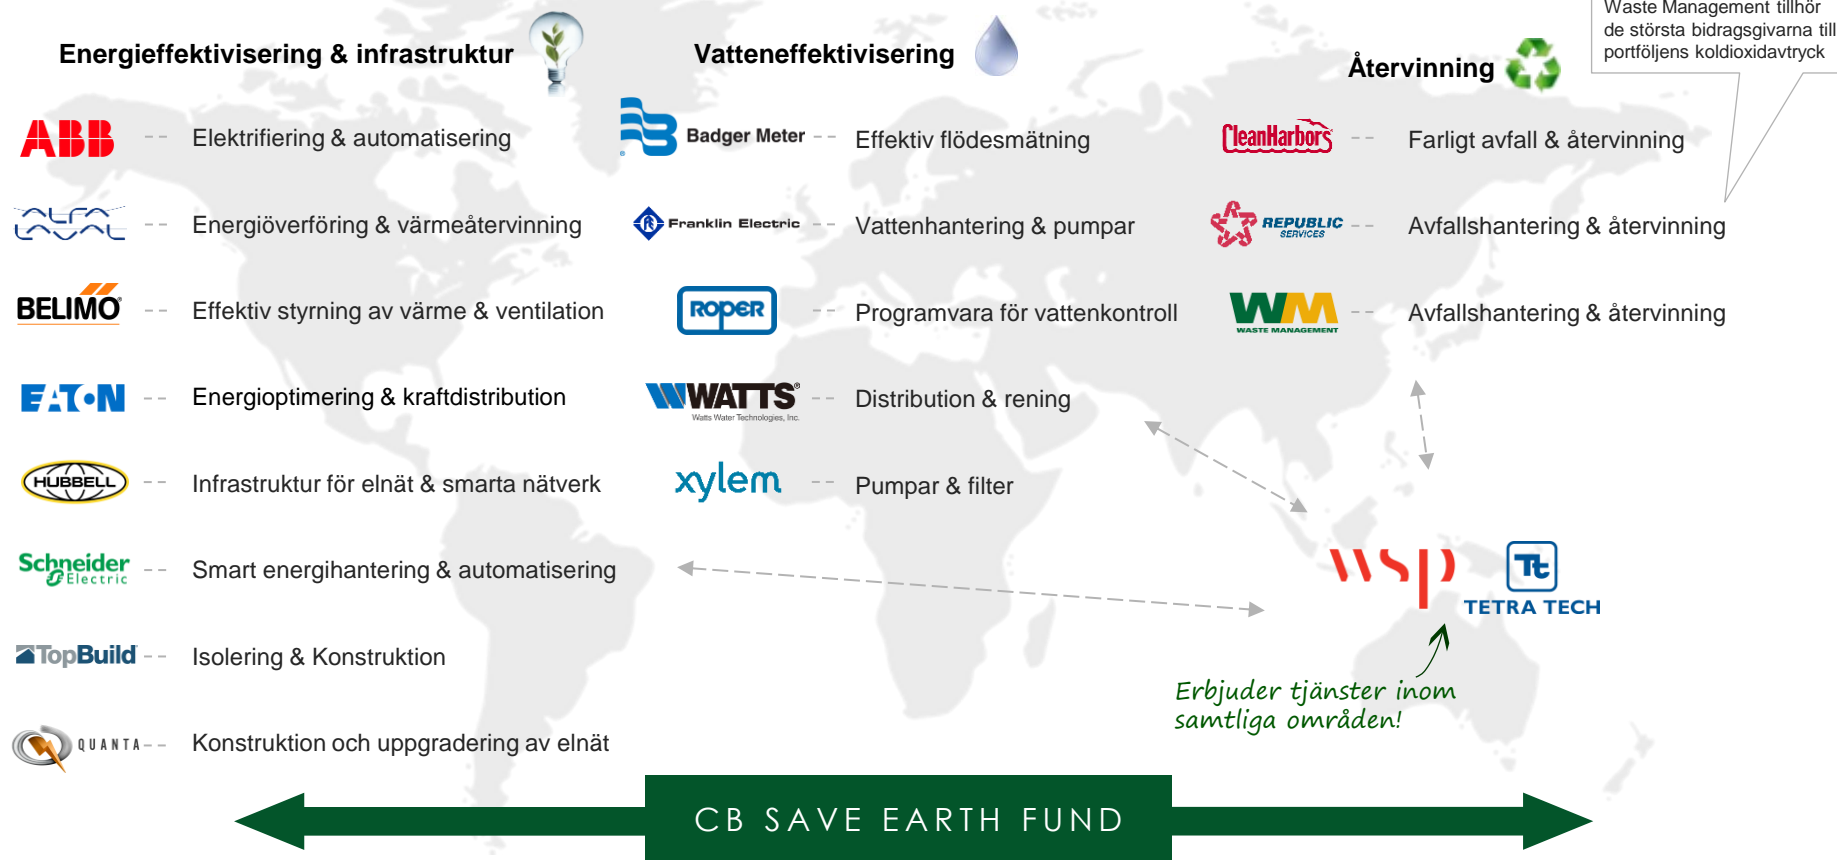 Waste Management tillhör
de största bidragsgivarna till
portföljens koldioxidavtryck
Energieffektivisering & infrastruktur
ABB
Elektrifiering & automatisering
ALFA
LAVAL
Energiöverföring & värmeåtervinning
BELIMO®
Effektiv styrning av värme & ventilation
EATON
Energioptimering & kraftdistribution
HUBBELL
Infrastruktur för elnät & smarta nätverk
Schneider
Electric
Smart energihantering & automatisering
TopBuild
Isolering & Konstruktion
QUANTA
Konstruktion och uppgradering av elnät
Vatteneffektivisering
Badger Meter
Effektiv flödesmätning
Franklin Electric
Vattenhantering & pumpar
ROPER
Programvara för vattenkontroll
WATTS®
Watts Water Technologies, Inc.
Distribution & rening
xylem
Pumpar & filter
Återvinning
CleanHarbors
Farligt avfall & återvinning
REPUBLIC
SERVICES
Avfallshantering & återvinning
WM
WASTE MANAGEMENT
Avfallshantering & återvinning
wsp
Tt
TETRA TECH
Erbjuder tjänster inom
samtliga områden!
CB SAVE EARTH FUND